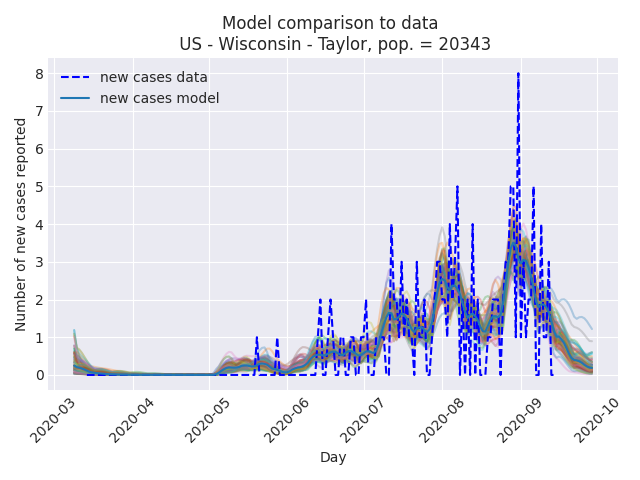 Model comparison to data
US - Wisconsin - Taylor, pop. = 20343
new cases data
new cases model
Number of new cases reported
8
7
6
5
4
3
2
1
0
2020-03
2020-04
2020-05
2020-06
2020-07
2020-08
2020-09
2020-10
Day